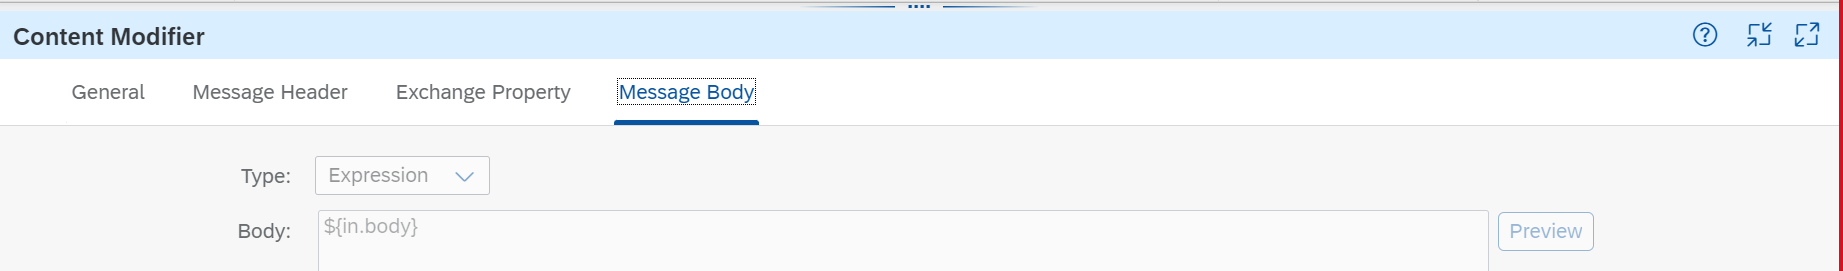 Content Modifier
General Message Header Exchange Property Message Body
Type: Expression
Body: ${in.body} Preview